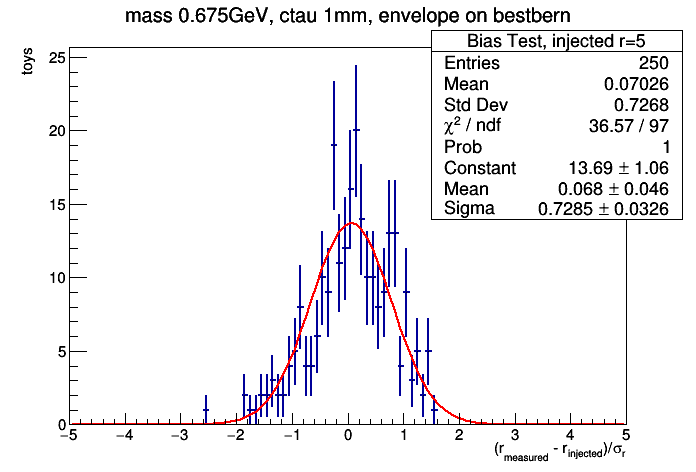 mass 0.675GeV, ctau 1mm, envelope on bestbern
toys
Bias Test, injected r=5
Entries 250
Mean 0.07026
Std Dev 0.7268
χ² / ndf 36.57 / 97
Prob 1
Constant 13.69 ± 1.06
Mean 0.068 ± 0.046
Sigma 0.7285 ± 0.0326
25
20
15
10
5
0
−5 −4 −3 −2 −1 0 1 2 3 4 5
(r_measured - r_injected)/σ_r